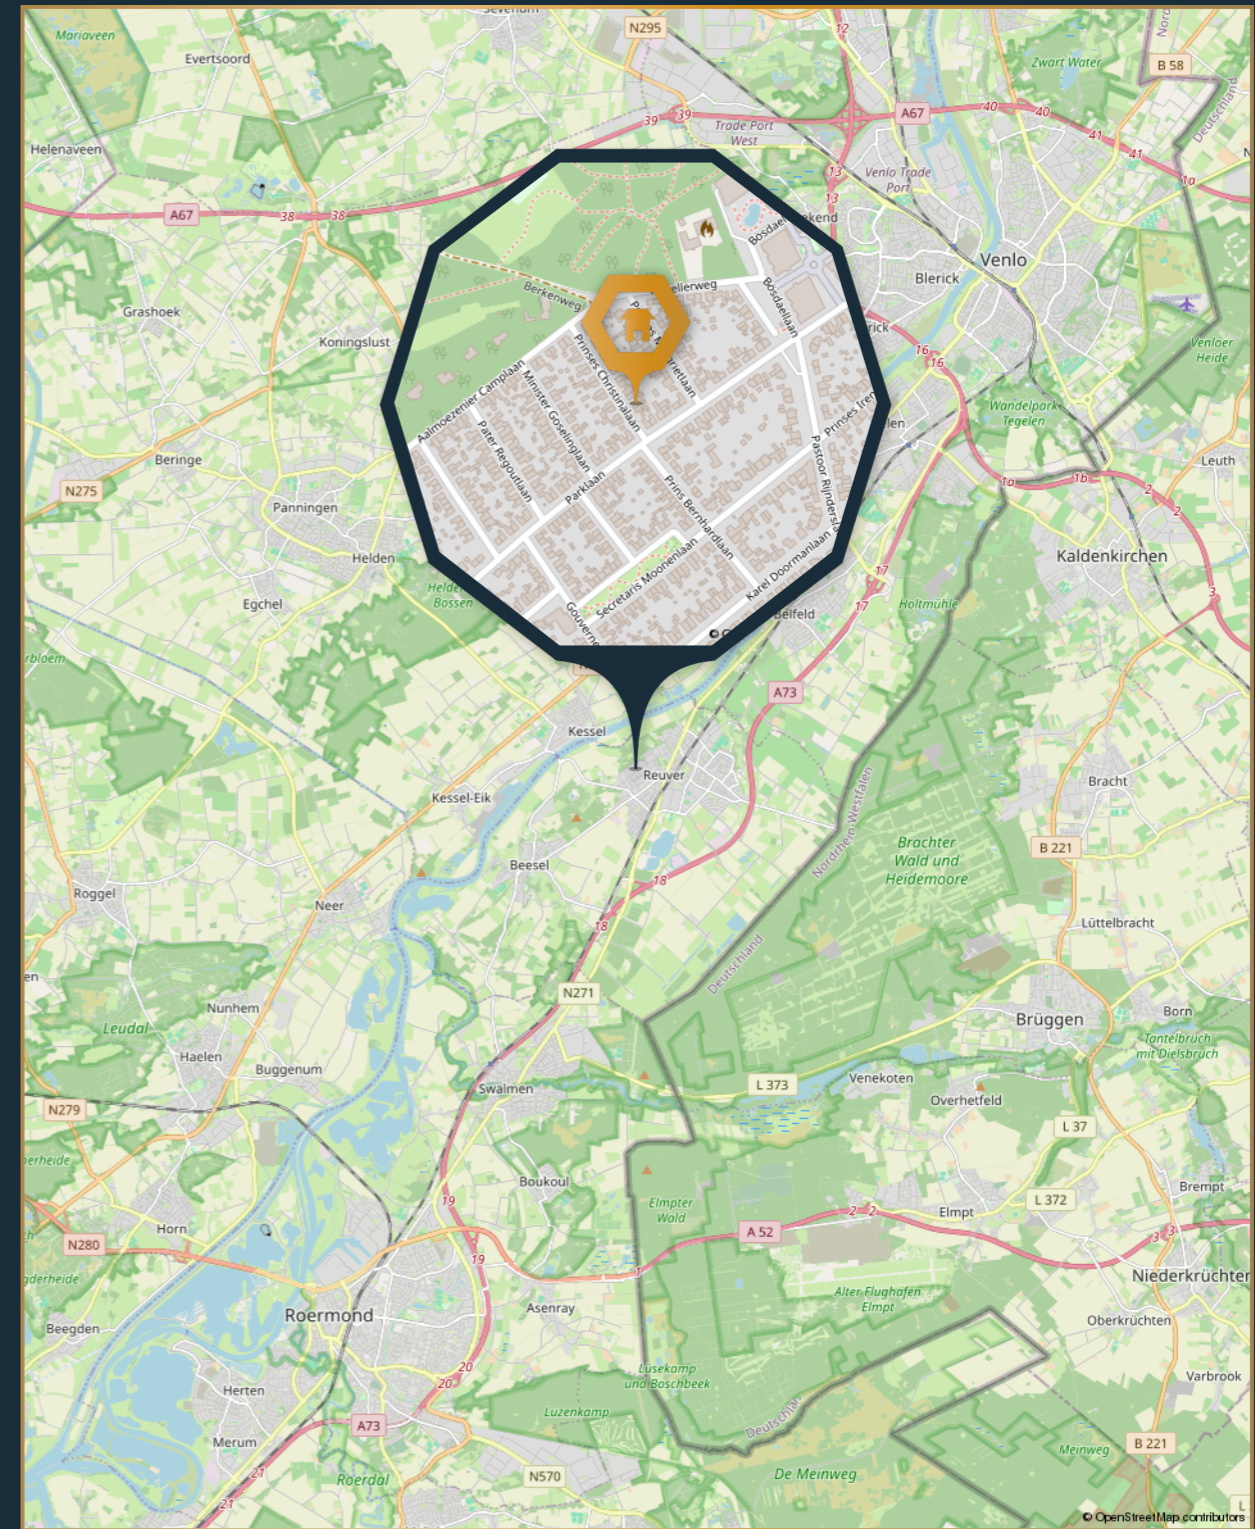 Sevenum
N295
12
Mariaveen
Evertsoord
Zwart Water
B 58
Deutschland
39
39
A67
40
40
Trade Port
West
41
41
Helenaveen
13
Venlo Trade
Port
1a
13
A67
38
38
Bosdaellaan
Berkenweg
Venlo
Blerick
Grashoek
Koningslust
Prinses Christinalaan
Bosdaellaan
16
16
Venloer
Heide
Aalmoezenier Camplaan
Minister Goselinglaan
Wandelpark
Tegelen
Beringe
Pater Regoutlaan
Parklaan
Pastoor Rijnderslaan
Leuth
N275
1a
1b
2
2
Panningen
Prins Bernhardlaan
Helden
Kaldenkirchen
Secretaris Moonenlaan
Karel Doormanlaan
17
17
3
Egchel
Holtmühle
Belfeld
A73
Kessel
Reuver
Kessel-Eik
Bracht
Nordrhein-Westfalen
Brachter
Wald und
Heidemoore
B 221
Beesel
18
Roggel
Neer
18
Lüttelbracht
Deutschland
N271
Nunhem
Leudal
Brüggen
Born
Tantelbruch
mit Dielsbruch
Haelen
Buggenum
Swalmen
L 373
Venekoten
Overhetfeld
N279
L 37
Boukoul
Brempt
19
Elmpter
Wald
L 372
Elmpt
2
2
Horn
A 52
3
3
N280
19
1
Niederkrüchten
Alter Flughafen
Elmpt
Asenray
Roermond
Oberkrüchten
Beegden
20
20
Lüsekamp
und Boschbeek
Varbrook
Herten
Luzenkamp
A73
Merum
B 221
Meinweg
21
21
Roerdal
N570
De Meinweg
© OpenStreetMap contributors